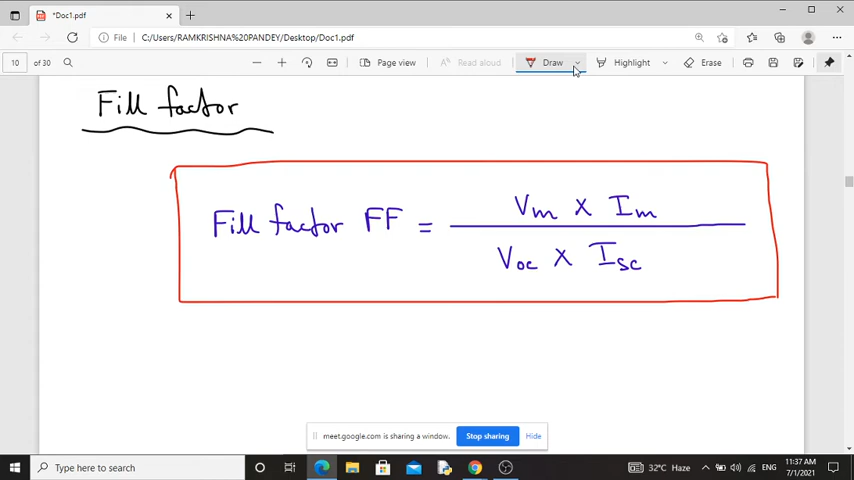 *Doc1.pdf
File C:/Users/RAMKRISHNA%20PANDEY/Desktop/Doc1.pdf
10 of 30 Page view Read aloud Draw Highlight Erase
Fill factor
Fill factor FF = Vm X Im
Voc X Isc
meet.google.com is sharing a window. Stop sharing Hide
Type here to search
32°C Haze ENG 11:37 AM
7/1/2021